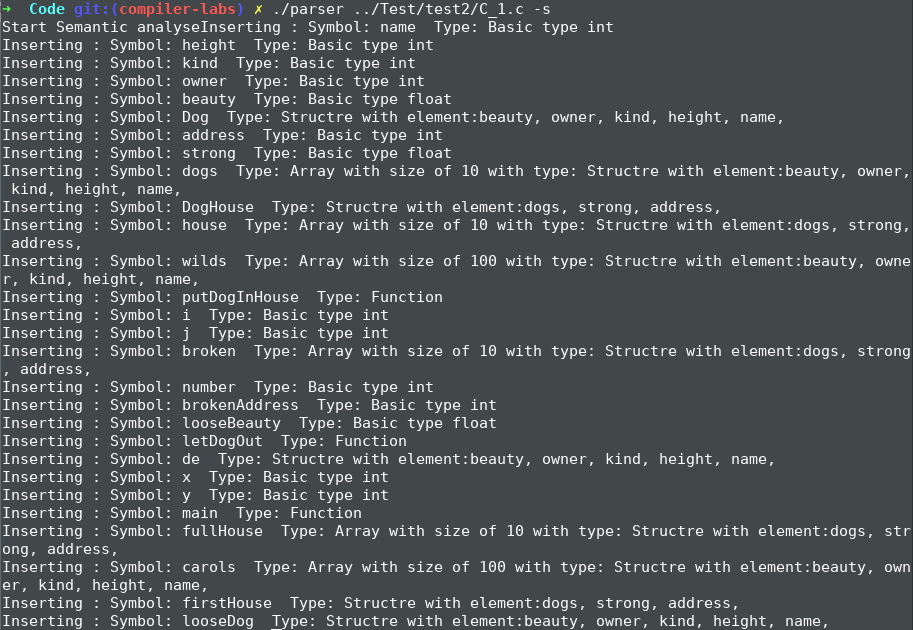 ➜  Code git:(compiler-labs) ✗ ./parser ../Test/test2/C_1.c -s
Start Semantic analyseInserting : Symbol: name  Type: Basic type int
Inserting : Symbol: height  Type: Basic type int
Inserting : Symbol: kind  Type: Basic type int
Inserting : Symbol: owner  Type: Basic type int
Inserting : Symbol: beauty  Type: Basic type float
Inserting : Symbol: Dog  Type: Structre with element:beauty, owner, kind, height, name,
Inserting : Symbol: address  Type: Basic type int
Inserting : Symbol: strong  Type: Basic type float
Inserting : Symbol: dogs  Type: Array with size of 10 with type: Structre with element:beauty, owner,
 kind, height, name,
Inserting : Symbol: DogHouse  Type: Structre with element:dogs, strong, address,
Inserting : Symbol: house  Type: Array with size of 10 with type: Structre with element:dogs, strong,
 address,
Inserting : Symbol: wilds  Type: Array with size of 100 with type: Structre with element:beauty, owne
r, kind, height, name,
Inserting : Symbol: putDogInHouse  Type: Function
Inserting : Symbol: i  Type: Basic type int
Inserting : Symbol: j  Type: Basic type int
Inserting : Symbol: broken  Type: Array with size of 10 with type: Structre with element:dogs, strong
, address,
Inserting : Symbol: number  Type: Basic type int
Inserting : Symbol: brokenAddress  Type: Basic type int
Inserting : Symbol: looseBeauty  Type: Basic type float
Inserting : Symbol: letDogOut  Type: Function
Inserting : Symbol: de  Type: Structre with element:beauty, owner, kind, height, name,
Inserting : Symbol: x  Type: Basic type int
Inserting : Symbol: y  Type: Basic type int
Inserting : Symbol: main  Type: Function
Inserting : Symbol: fullHouse  Type: Array with size of 10 with type: Structre with element:dogs, str
ong, address,
Inserting : Symbol: carols  Type: Array with size of 100 with type: Structre with element:beauty, own
er, kind, height, name,
Inserting : Symbol: firstHouse  Type: Structre with element:dogs, strong, address,
Inserting : Symbol: looseDog  Type: Structre with element:beauty, owner, kind, height, name,